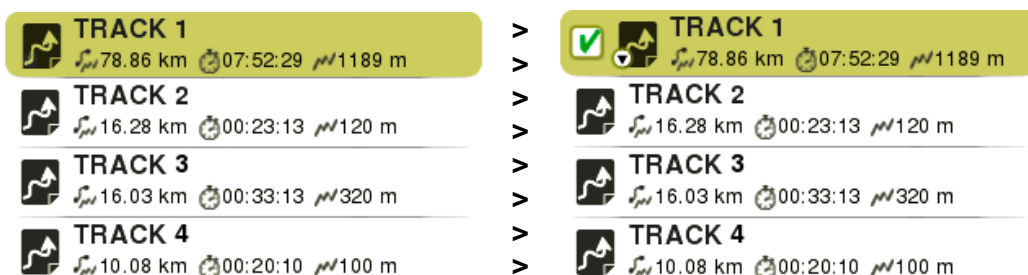 TRACK 1
78.86 km 07:52:29 1189 m
TRACK 2
16.28 km 00:23:13 120 m
TRACK 3
16.03 km 00:33:13 320 m
TRACK 4
10.08 km 00:20:10 100 m
>
>
>
>
>
>
>
>
TRACK 1
78.86 km 07:52:29 1189 m
TRACK 2
16.28 km 00:23:13 120 m
TRACK 3
16.03 km 00:33:13 320 m
TRACK 4
10.08 km 00:20:10 100 m